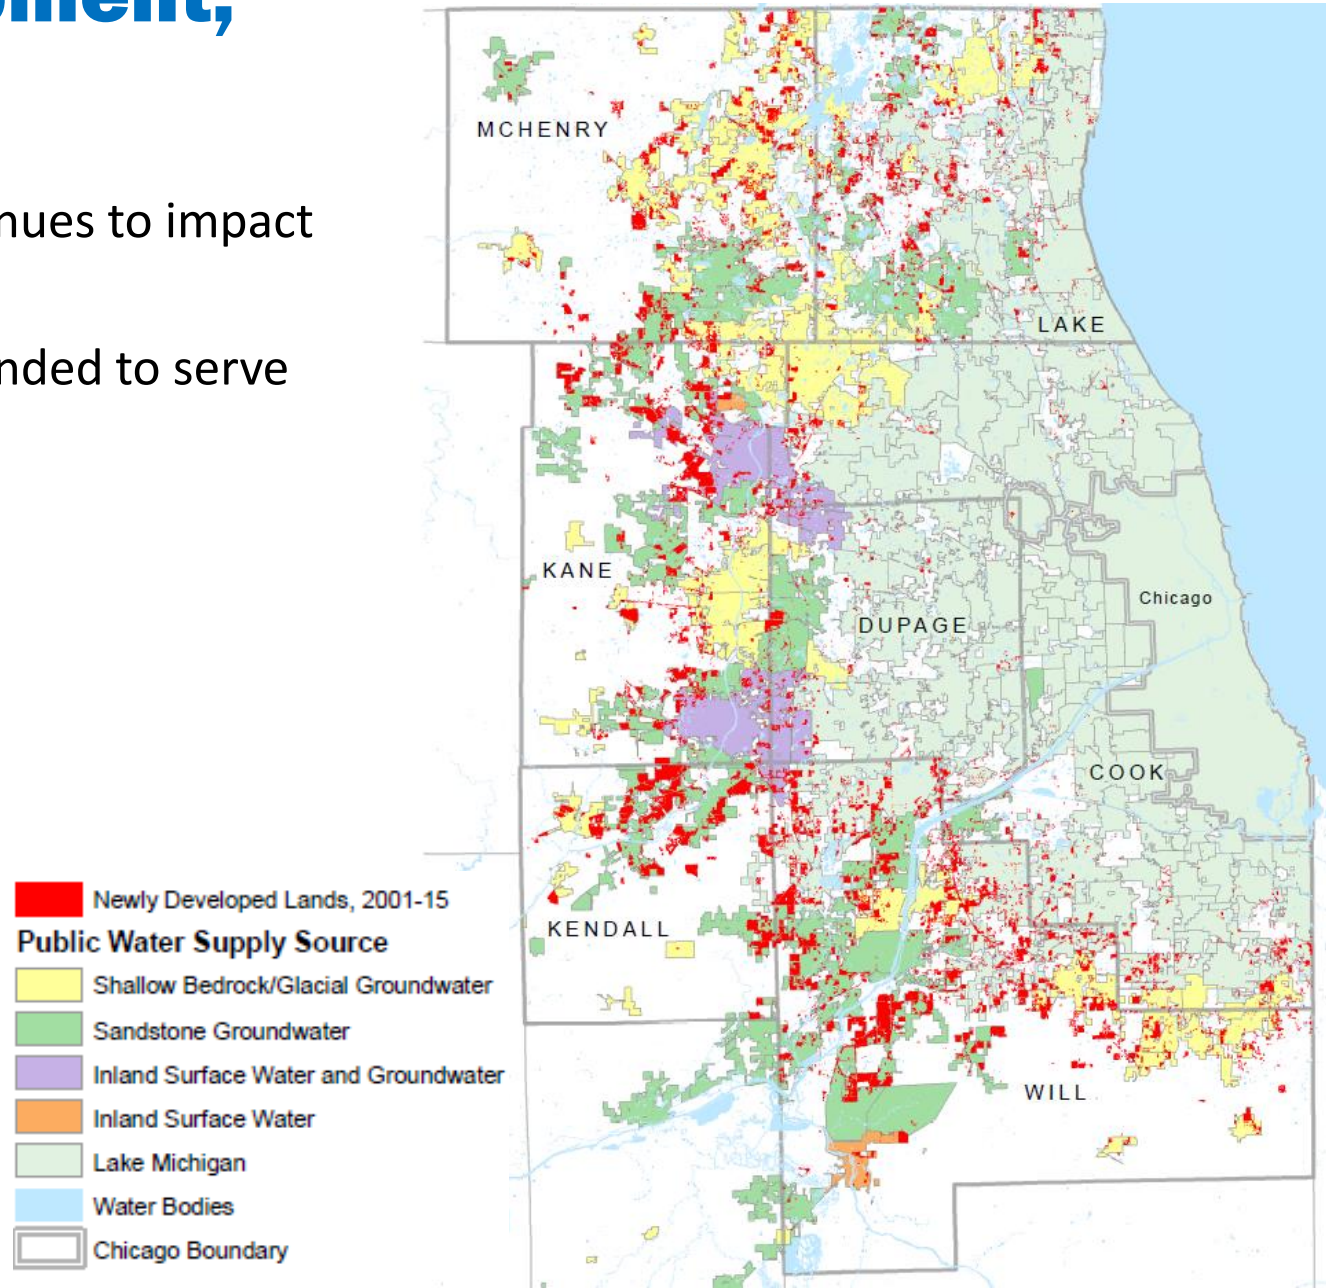 oment,
nues to impact
nded to serve
MCHENRY
LAKE
KANE
Chicago
DUPAGE
COOK
KENDALL
WILL
Newly Developed Lands, 2001-15
Public Water Supply Source
Shallow Bedrock/Glacial Groundwater
Sandstone Groundwater
Inland Surface Water and Groundwater
Inland Surface Water
Lake Michigan
Water Bodies
Chicago Boundary